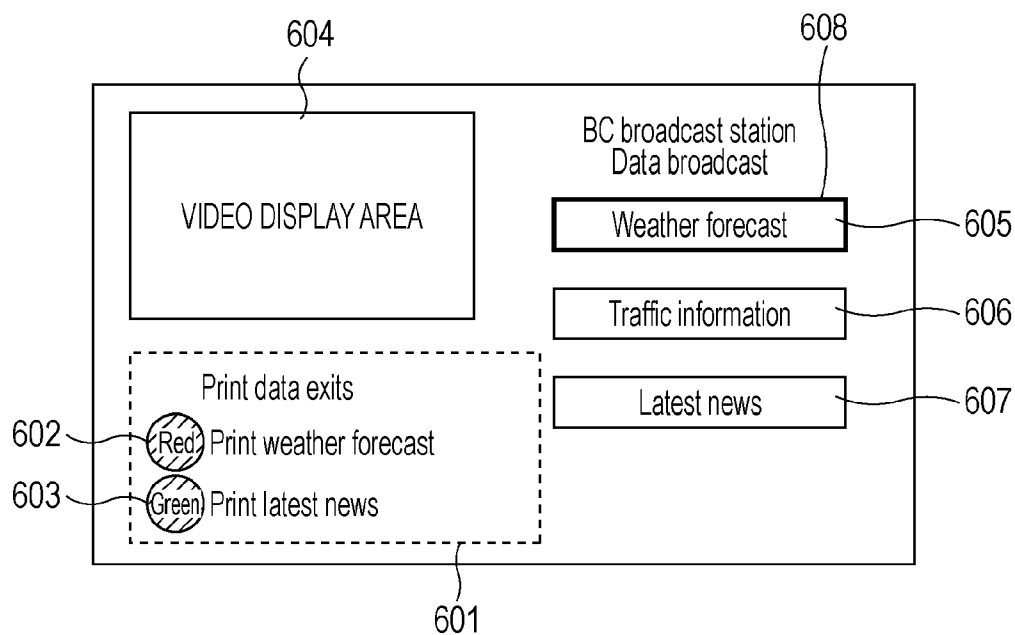 604
608
VIDEO DISPLAY AREA
BC broadcast station
Data broadcast
Weather forecast
605
Traffic information
606
Latest news
607
Print data exits
602
Red Print weather forecast
603
Green Print latest news
601